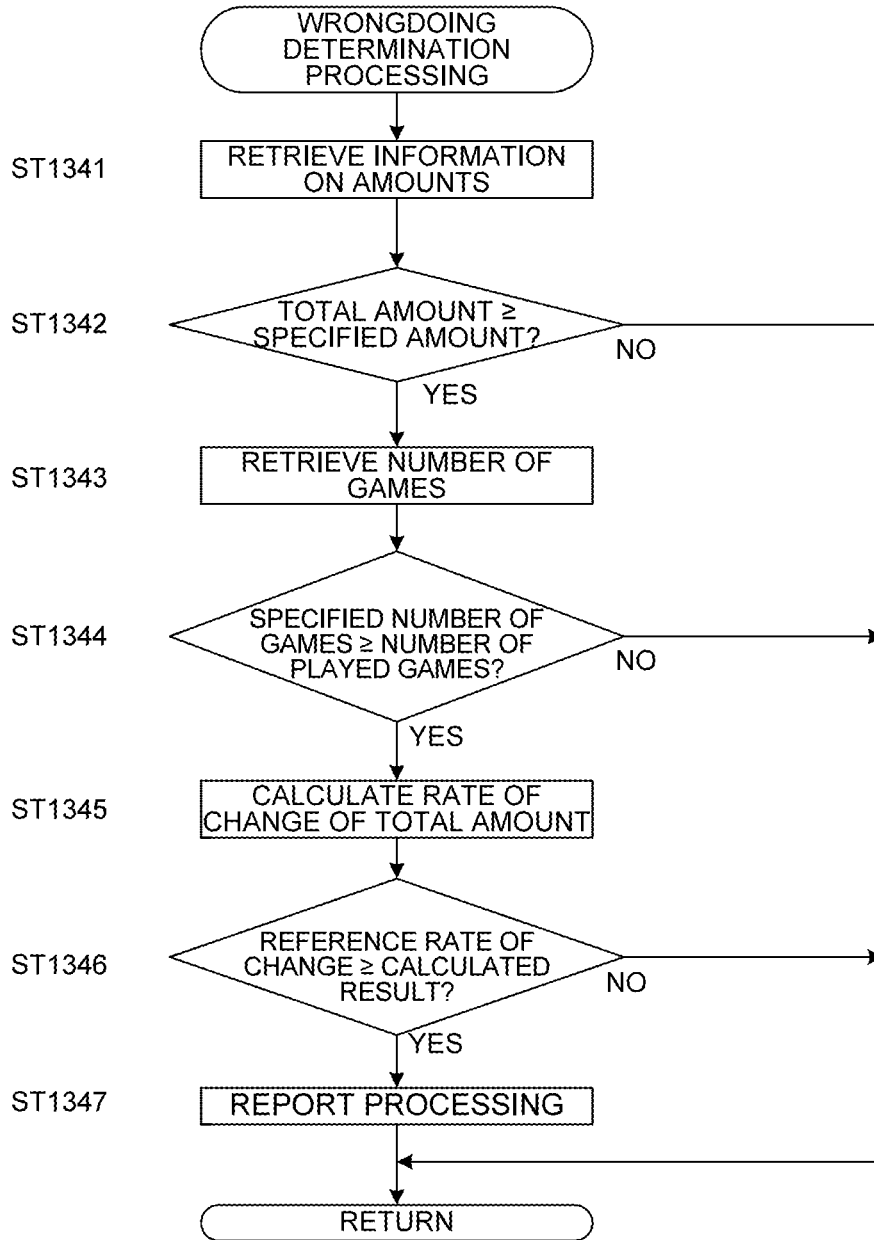 WRONGDOING
DETERMINATION
PROCESSING
ST1341
RETRIEVE INFORMATION
ON AMOUNTS
ST1342
TOTAL AMOUNT ≥
SPECIFIED AMOUNT?
NO
YES
ST1343
RETRIEVE NUMBER OF
GAMES
ST1344
SPECIFIED NUMBER OF
GAMES ≥ NUMBER OF
PLAYED GAMES?
NO
YES
ST1345
CALCULATE RATE OF
CHANGE OF TOTAL AMOUNT
ST1346
REFERENCE RATE OF
CHANGE ≥ CALCULATED
RESULT?
NO
YES
ST1347
REPORT PROCESSING
RETURN